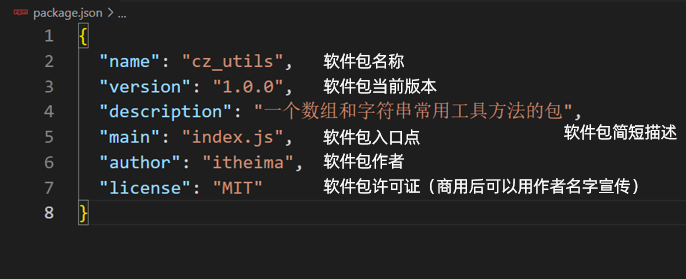 package.json > ...
1 {
2 "name": "cz_utils", 软件包名称
3 "version": "1.0.0", 软件包当前版本
4 "description": "一个数组和字符串常用工具方法的包", 软件包简短描述
5 "main": "index.js", 软件包入口点
6 "author": "itheima", 软件包作者
7 "license": "MIT" 软件包许可证（商用后可以用作者名字宣传）
8 }